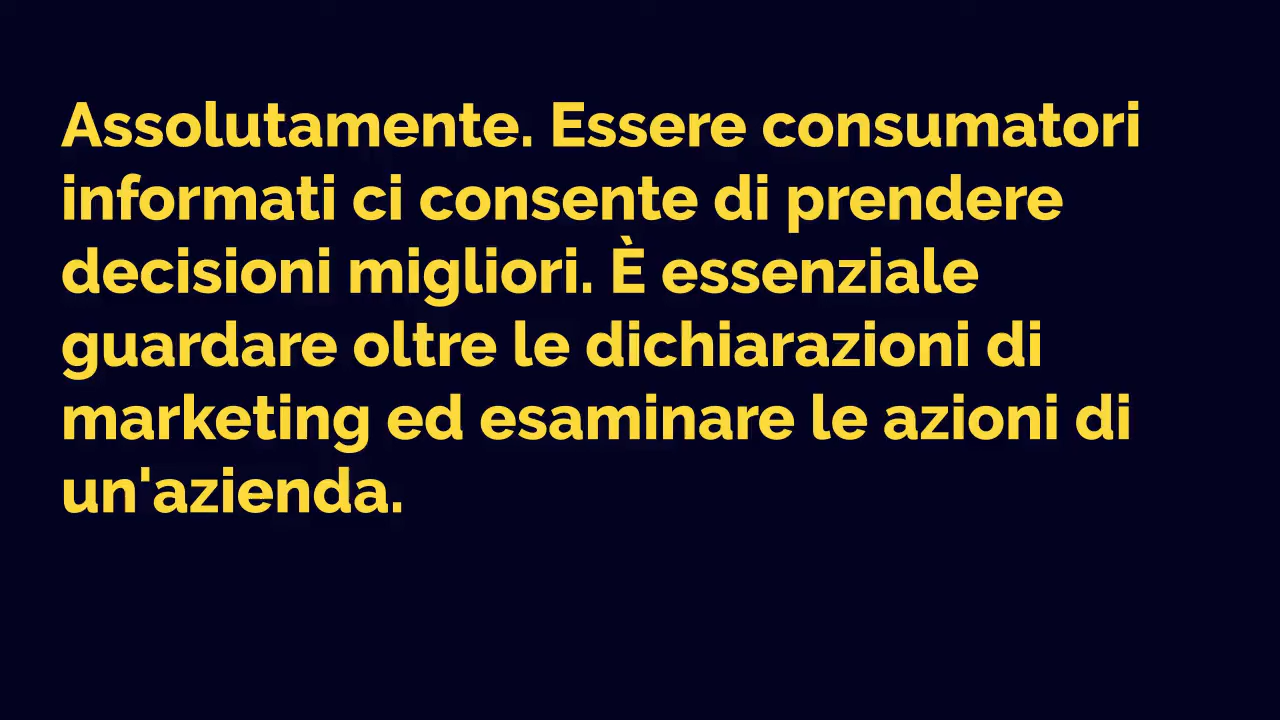 Assolutamente. Essere consumatori
informati ci consente di prendere
decisioni migliori. È essenziale
guardare oltre le dichiarazioni di
marketing ed esaminare le azioni di
un'azienda.